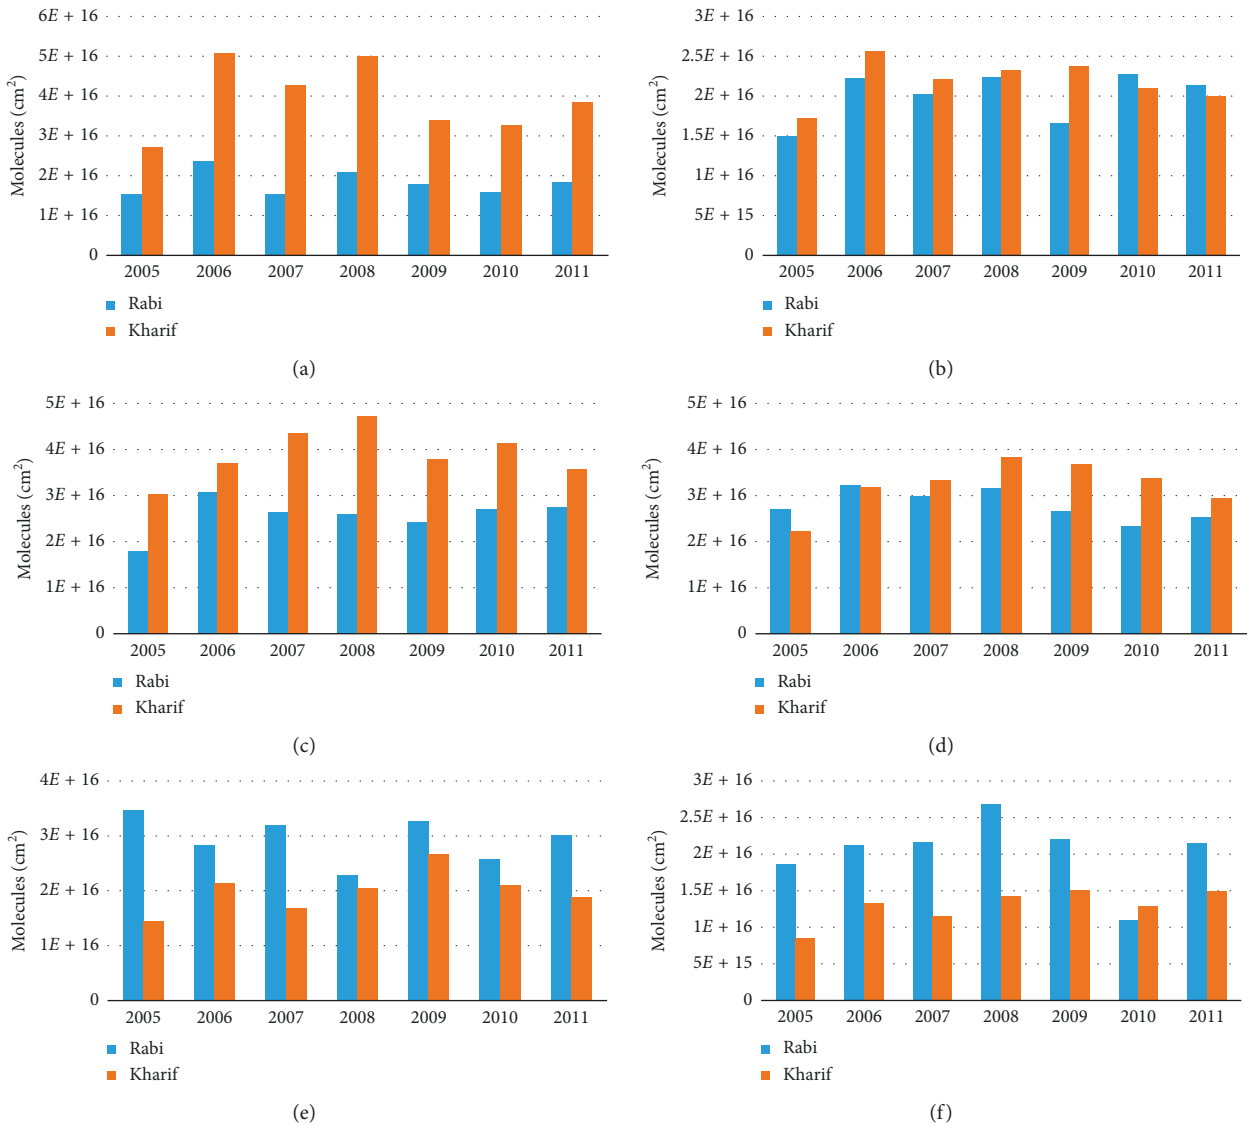 6E + 16
5E + 16
4E + 16
3E + 16
2E + 16
1E + 16
0
Molecules (cm²)
2005 2006 2007 2008 2009 2010 2011
Rabi
Kharif
(a)
3E + 16
2.5E + 16
2E + 16
1.5E + 16
1E + 16
5E + 15
0
Molecules (cm²)
2005 2006 2007 2008 2009 2010 2011
Rabi
Kharif
(b)
5E + 16
4E + 16
3E + 16
2E + 16
1E + 16
0
Molecules (cm²)
2005 2006 2007 2008 2009 2010 2011
Rabi
Kharif
(c)
5E + 16
4E + 16
3E + 16
2E + 16
1E + 16
0
Molecules (cm²)
2005 2006 2007 2008 2009 2010 2011
Rabi
Kharif
(d)
4E + 16
3E + 16
2E + 16
1E + 16
0
Molecules (cm²)
2005 2006 2007 2008 2009 2010 2011
Rabi
Kharif
(e)
3E + 16
2.5E + 16
2E + 16
1.5E + 16
1E + 16
5E + 15
0
Molecules (cm²)
2005 2006 2007 2008 2009 2010 2011
Rabi
Kharif
(f)